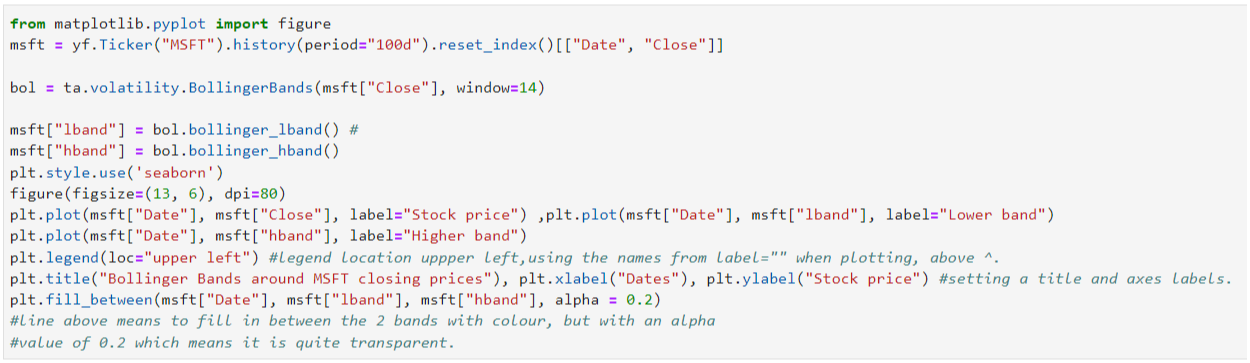 from matplotlib.pyplot import figure
msft = yf.Ticker("MSFT").history(period="100d").reset_index()[["Date", "Close"]]
bol = ta.volatility.BollingerBands(msft["Close"], window=14)
msft["lband"] = bol.bollinger_lband() #
msft["hband"] = bol.bollinger_hband()
plt.style.use('seaborn')
figure(figsize=(13, 6), dpi=80)
plt.plot(msft["Date"], msft["Close"], label="Stock price") ,plt.plot(msft["Date"], msft["lband"], label="Lower band")
plt.plot(msft["Date"], msft["hband"], label="Higher band")
plt.legend(loc="upper left") #legend location uppper left,using the names from label="" when plotting, above ^.
plt.title("Bollinger Bands around MSFT closing prices"), plt.xlabel("Dates"), plt.ylabel("Stock price") #setting a title and axes labels.
plt.fill_between(msft["Date"], msft["lband"], msft["hband"], alpha = 0.2)
#line above means to fill in between the 2 bands with colour, but with an alpha
#value of 0.2 which means it is quite transparent.